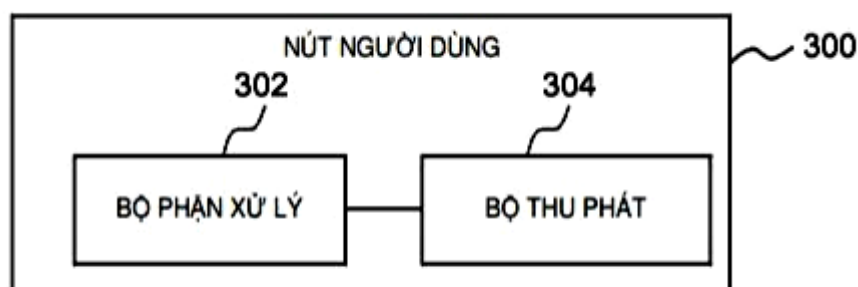 NÚT NGƯỜI DÙNG
300
302
304
BỘ PHẬN XỬ LÝ
BỘ THU PHÁT